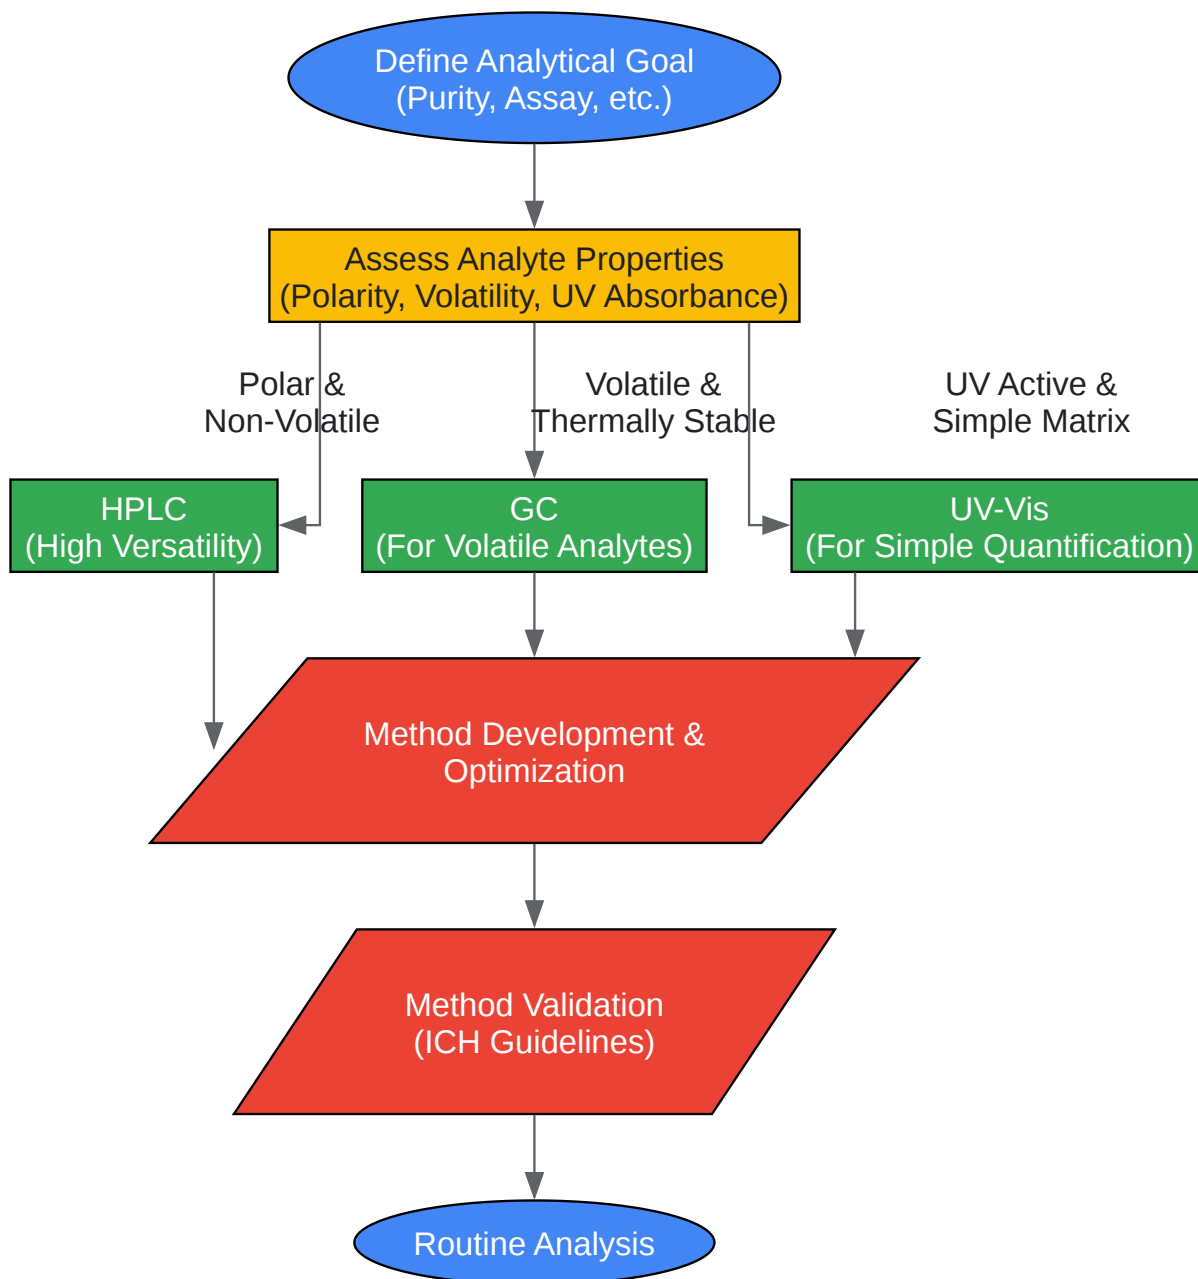 Define Analytical Goal
(Purity, Assay, etc.)
Assess Analyte Properties
(Polarity, Volatility, UV Absorbance)
Polar &
Non-Volatile
Volatile &
Thermally Stable
UV Active &
Simple Matrix
HPLC
(High Versatility)
GC
(For Volatile Analytes)
UV-Vis
(For Simple Quantification)
Method Development &
Optimization
Method Validation
(ICH Guidelines)
Routine Analysis